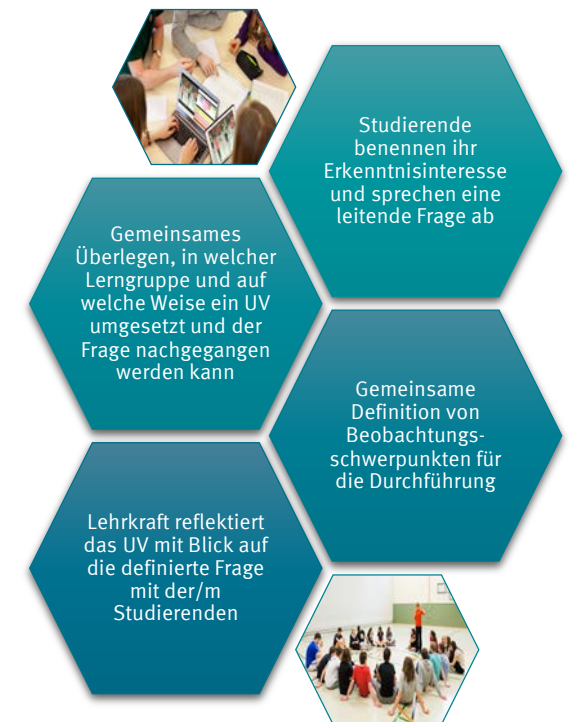 Studierende
benennen ihr
Erkenntnisinteresse
und sprechen eine
leitende Frage ab
Gemeinsames
Überlegen, in welcher
Lerngruppe und auf
welche Weise ein UV
umgesetzt und der
Frage nachgegangen
werden kann
Gemeinsame
Definition von
Beobachtungs-
schwerpunkten für
die Durchführung
Lehrkraft reflektiert
das UV mit Blick auf
die definierte Frage
mit der/m
Studierenden